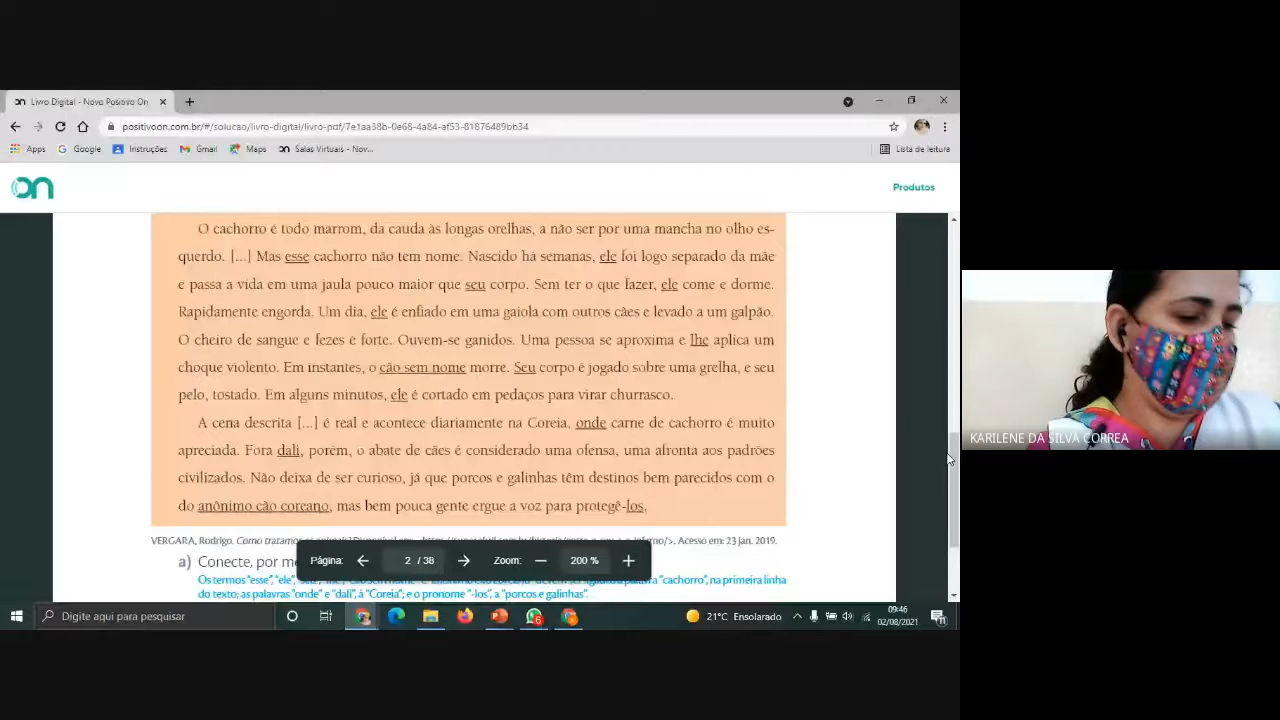 Livro Digital - Novo Positivo On
positivoon.com.br/#/solucao/livro-digital/livro-pdf/7e1aa38b-0e68-4a84-af53-81876489bb34
Apps Google Instruções Gmail Maps Salas Virtuais - Nov... Lista de leitura
on Produtos
O cachorro é todo marrom, da cauda às longas orelhas, a não ser por uma mancha no olho es-
querdo. [...] Mas esse cachorro não tem nome. Nascido há semanas, ele foi logo separado da mãe
e passa a vida em uma jaula pouco maior que seu corpo. Sem ter o que fazer, ele come e dorme.
Rapidamente engorda. Um dia, ele é enfiado em uma gaiola com outros cães e levado a um galpão.
O cheiro de sangue e fezes é forte. Ouvem-se ganidos. Uma pessoa se aproxima e lhe aplica um
choque violento. Em instantes, o cão sem nome morre. Seu corpo é jogado sobre uma grelha, e seu
pelo, tostado. Em alguns minutos, ele é cortado em pedaços para virar churrasco.
A cena descrita [...] é real e acontece diariamente na Coreia, onde carne de cachorro é muito
apreciada. Fora dali, porém, o abate de cães é considerado uma ofensa, uma afronta aos padrões
civilizados. Não deixa de ser curioso, já que porcos e galinhas têm destinos bem parecidos com o
do anônimo cão coreano, mas bem pouca gente ergue a voz para protegê-los.
VERGARA, Rodrigo. Como tratamos Acesso em: 23 jan. 2019.
a) Conecte, por me
Página: 2 / 38 Zoom: 200 %
Os termos "esse", "ele", "cachorro", na primeira linha
do texto; as palavras "onde" e "dali", à "Coreia"; e o pronome "-los", a "porcos e galinhas".
KARILENE DA SILVA CORREA
Digite aqui para pesquisar 6 21°C Ensolarado 09:46
02/08/2021